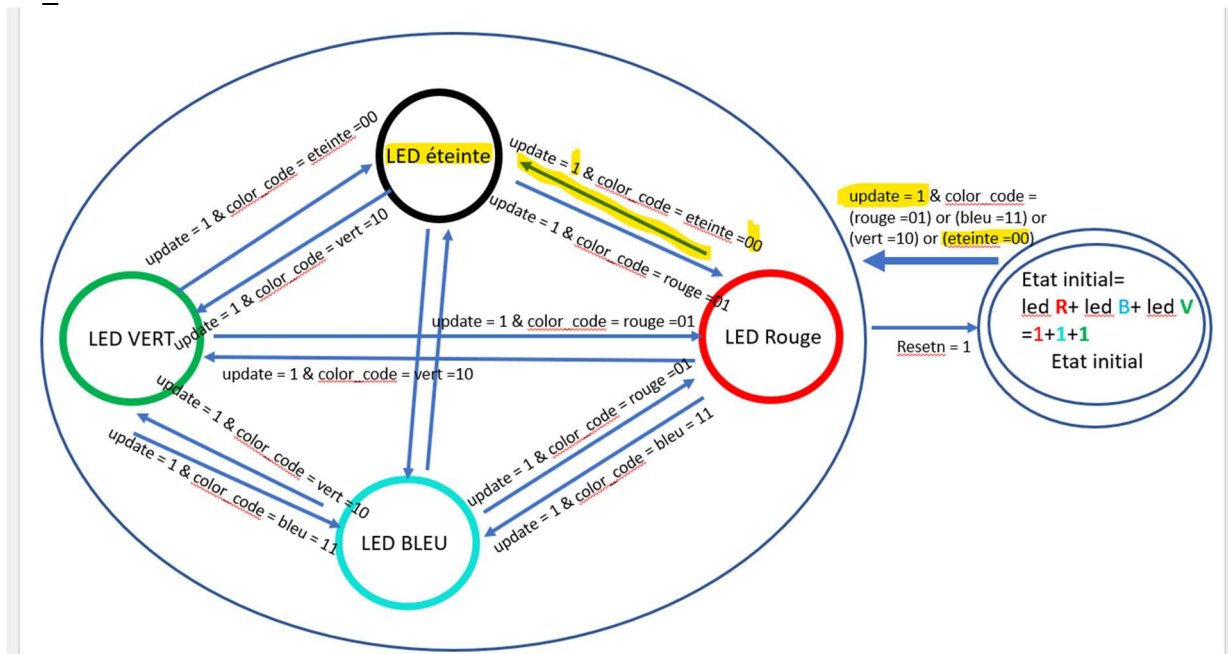 update = 1 & color_code = eteinte =00
LED éteinte
update = 1 & color_code = eteinte =00
update = 1 & color_code = vert =10
update = 1 & color_code = rouge =01
update = 1 & color_code =
(rouge =01) or (bleu =11) or
(vert =10) or (eteinte =00)
Etat initial=
led R+ led B+ led V
=1+1+1
Etat initial
Resetn = 1
LED VERT
update = 1 & color_code = rouge =01
LED Rouge
update = 1 & color_code = vert =10
update = 1 & color_code = vert =10
update = 1 & color_code = bleu = 11
update = 1 & color_code = rouge =01
update = 1 & color_code = bleu = 11
LED BLEU